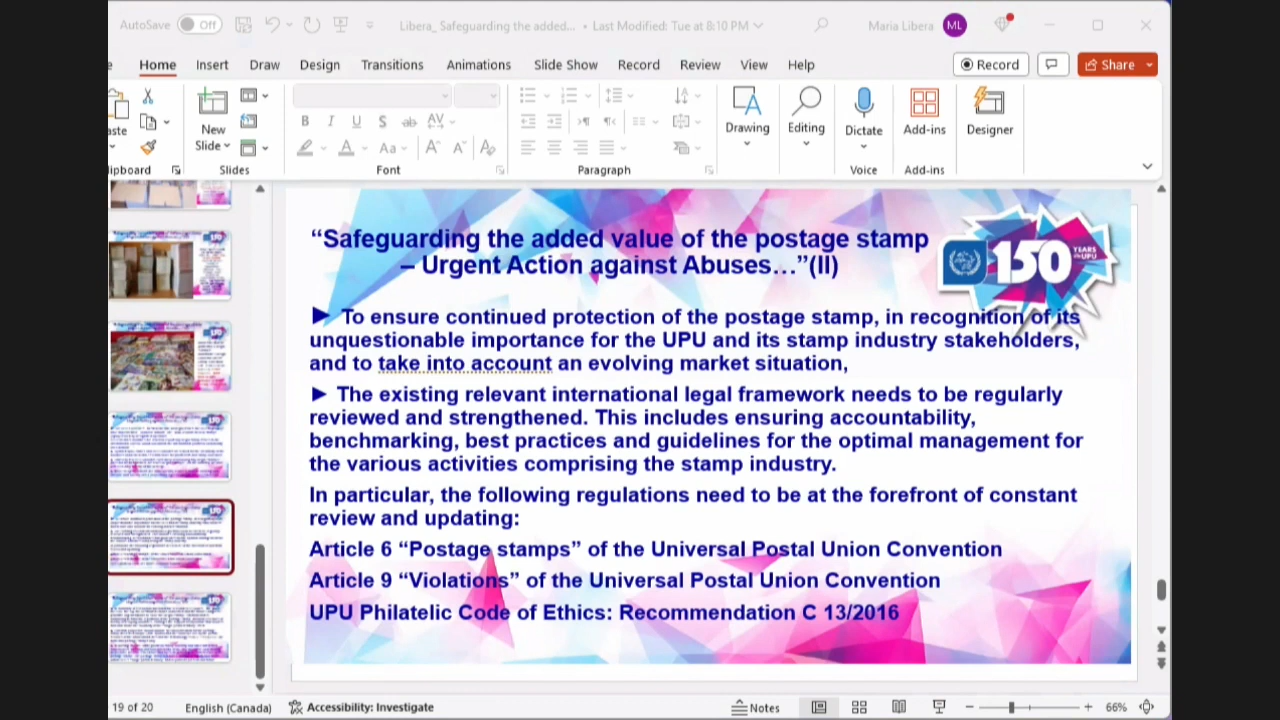 AutoSave Off Libera_ Safeguarding the added... • Last Modified: Tue at 8:10 PM Maria Libera ML
Home Insert Draw Design Transitions Animations Slide Show Record Review View Help Record Share
New
Slide
Drawing Editing Dictate Add-ins Designer
Slides Font Paragraph Voice Add-ins
“Safeguarding the added value of the postage stamp
– Urgent Action against Abuses…”(II)
150 YEARS
UPU
► To ensure continued protection of the postage stamp, in recognition of its
unquestionable importance for the UPU and its stamp industry stakeholders,
and to take into account an evolving market situation,
► The existing relevant international legal framework needs to be regularly
reviewed and strengthened. This includes ensuring accountability,
benchmarking, best practices and guidelines for the optimal management for
the various activities comprising the stamp industry.
In particular, the following regulations need to be at the forefront of constant
review and updating:
Article 6 “Postage stamps” of the Universal Postal Union Convention
Article 9 “Violations” of the Universal Postal Union Convention
UPU Philatelic Code of Ethics: Recommendation C 13/2016
19 of 20 English (Canada) Accessibility: Investigate Notes 66%